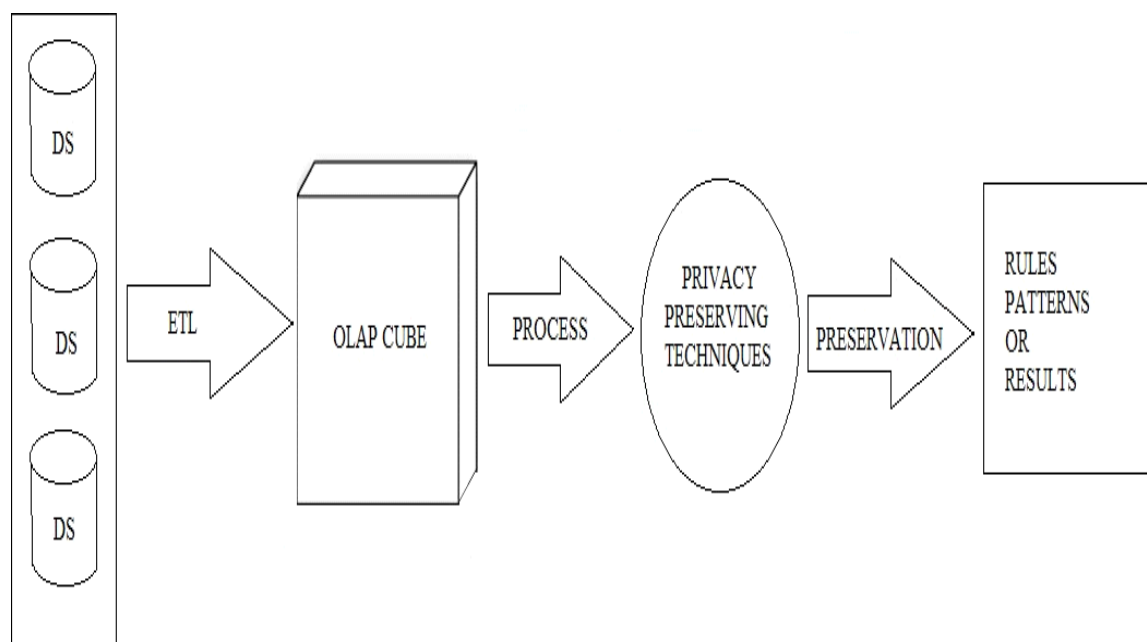 DS
DS
DS
ETL
OLAP CUBE
PROCESS
PRIVACY
PRESERVING
TECHNIQUES
PRESERVATION
RULES
PATTERNS
OR
RESULTS